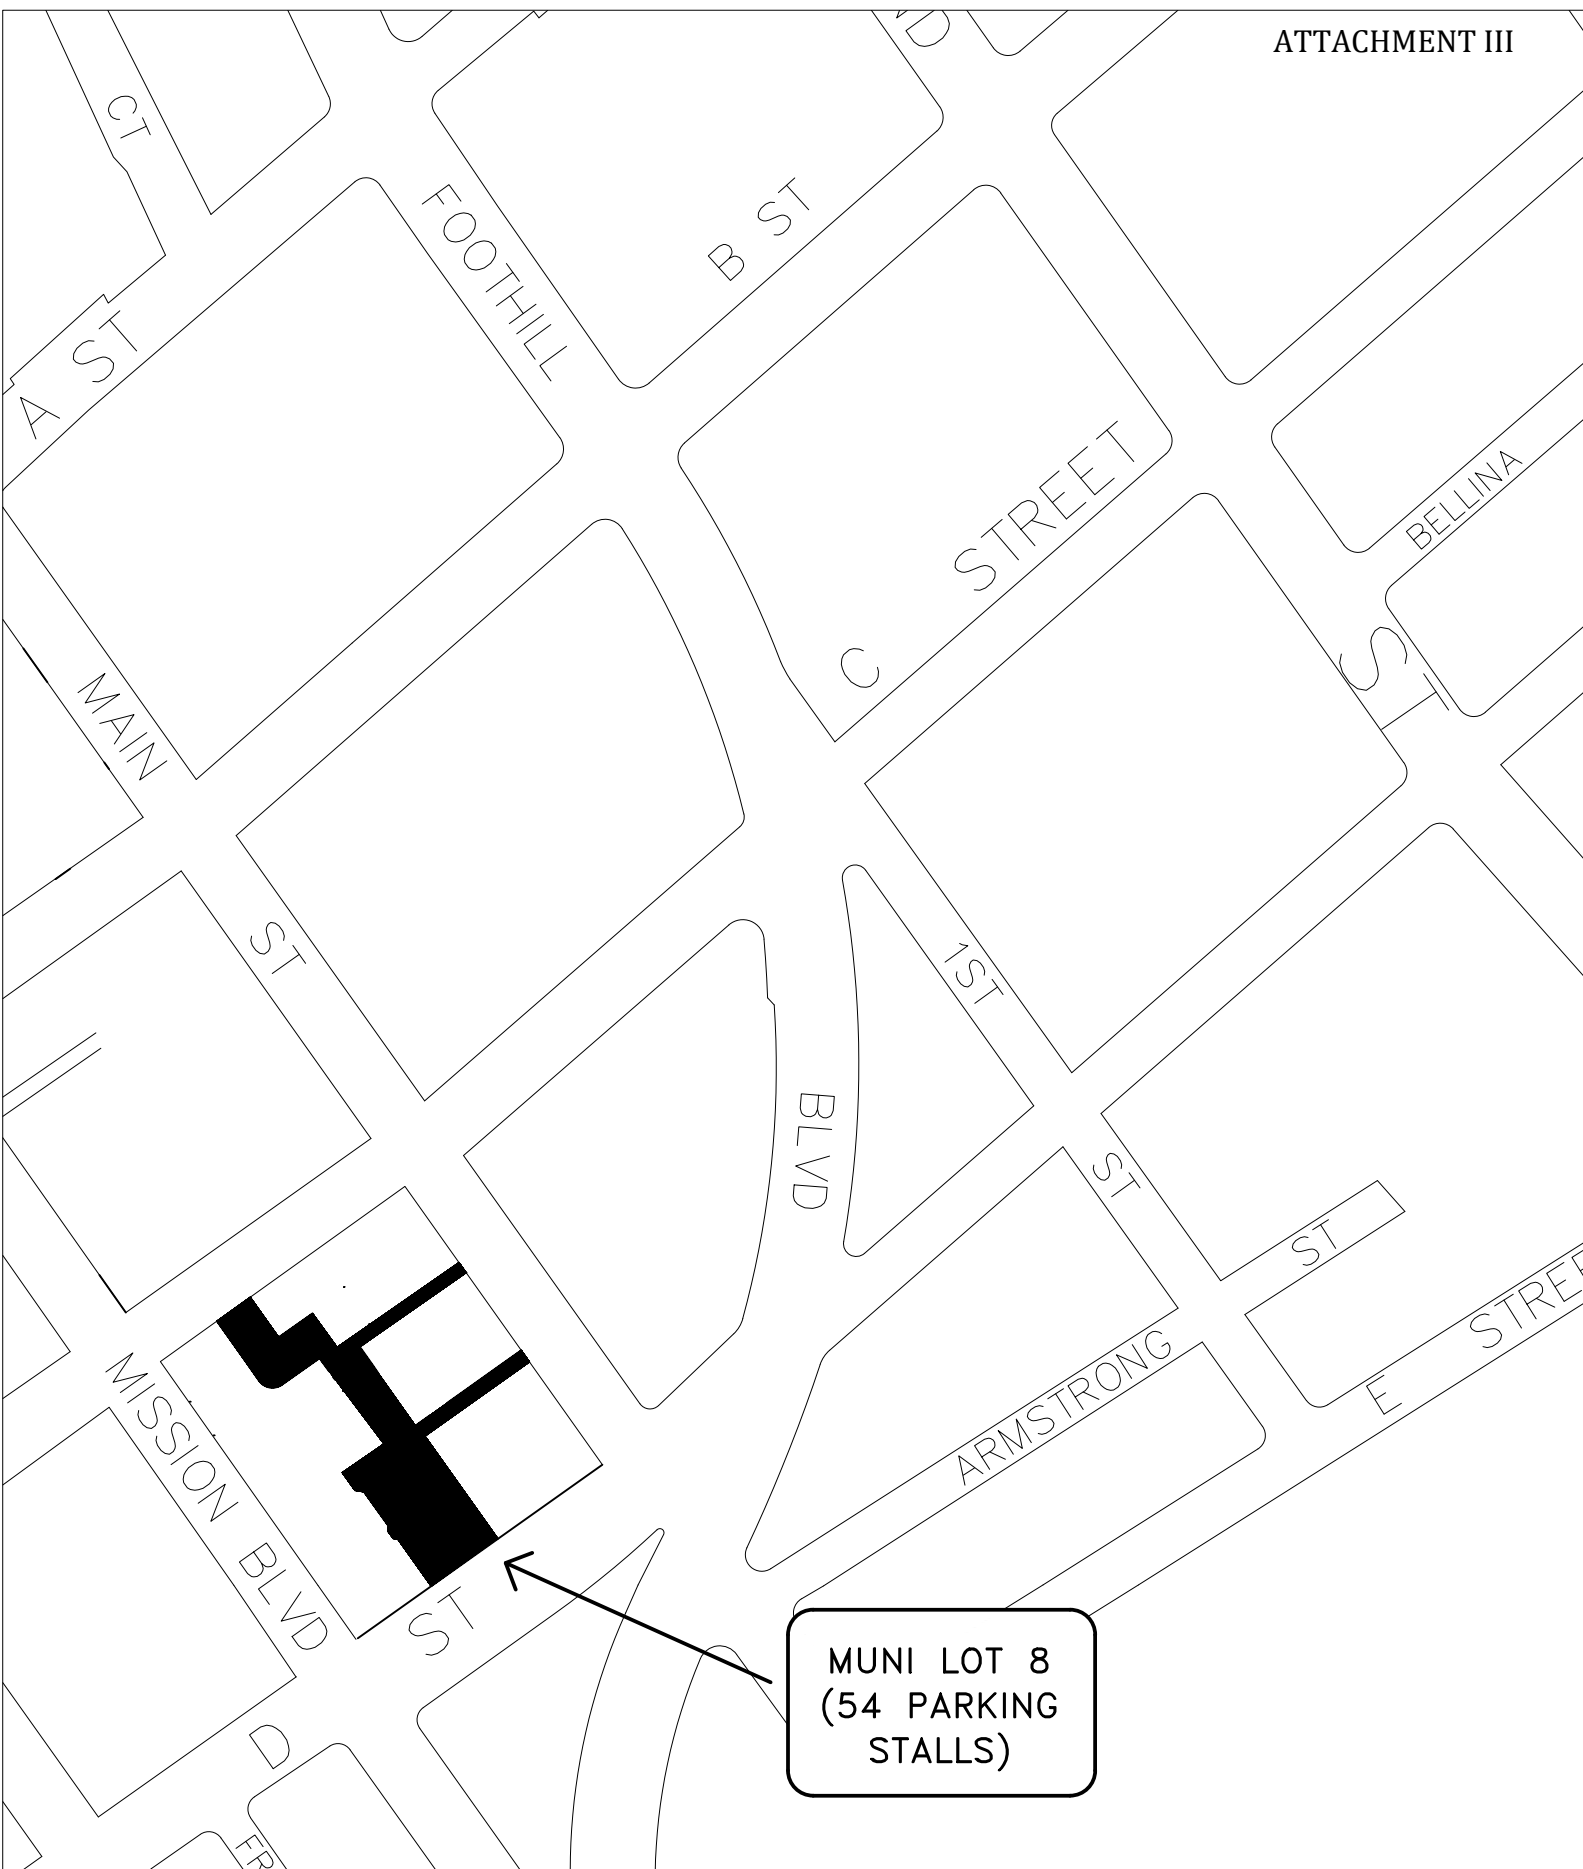 ATTACHMENT III
CT
FOOTHILL
B ST
A ST
C STREET
BELLINA
ST
MAIN
ST
1ST
BLVD
ST
ST
STREE
E
ARMSTRONG
MISSION BLVD
ST
D
FR
MUNI LOT 8
(54 PARKING
STALLS)